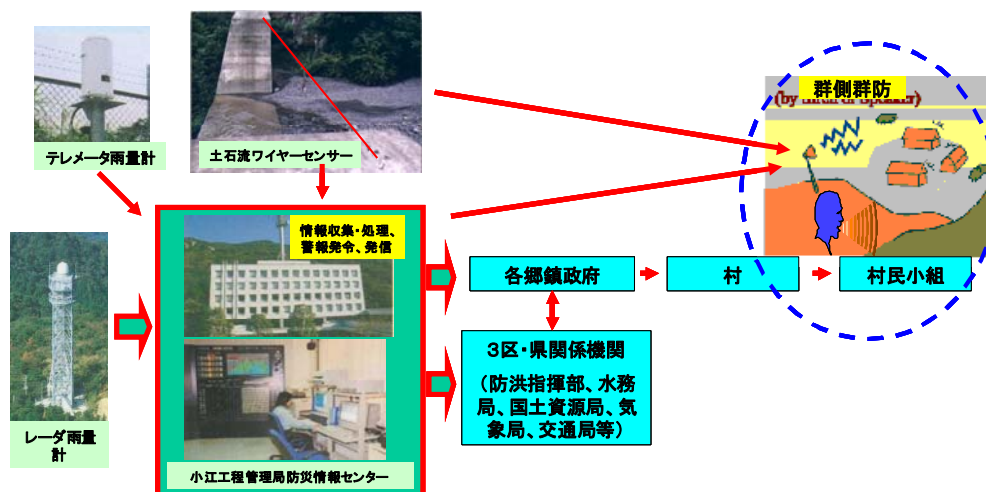 テレメータ雨量計
土石流ワイヤーセンサー
群側群防
(by Siren or Speaker)
情報収集・処理、
警報発令、発信
各郷鎮政府
村
村民小組
3区・県関係機関
（防洪指揮部、水務
局、国土資源局、気
象局、交通局等）
レーダ雨量
計
小江工程管理局防災情報センター